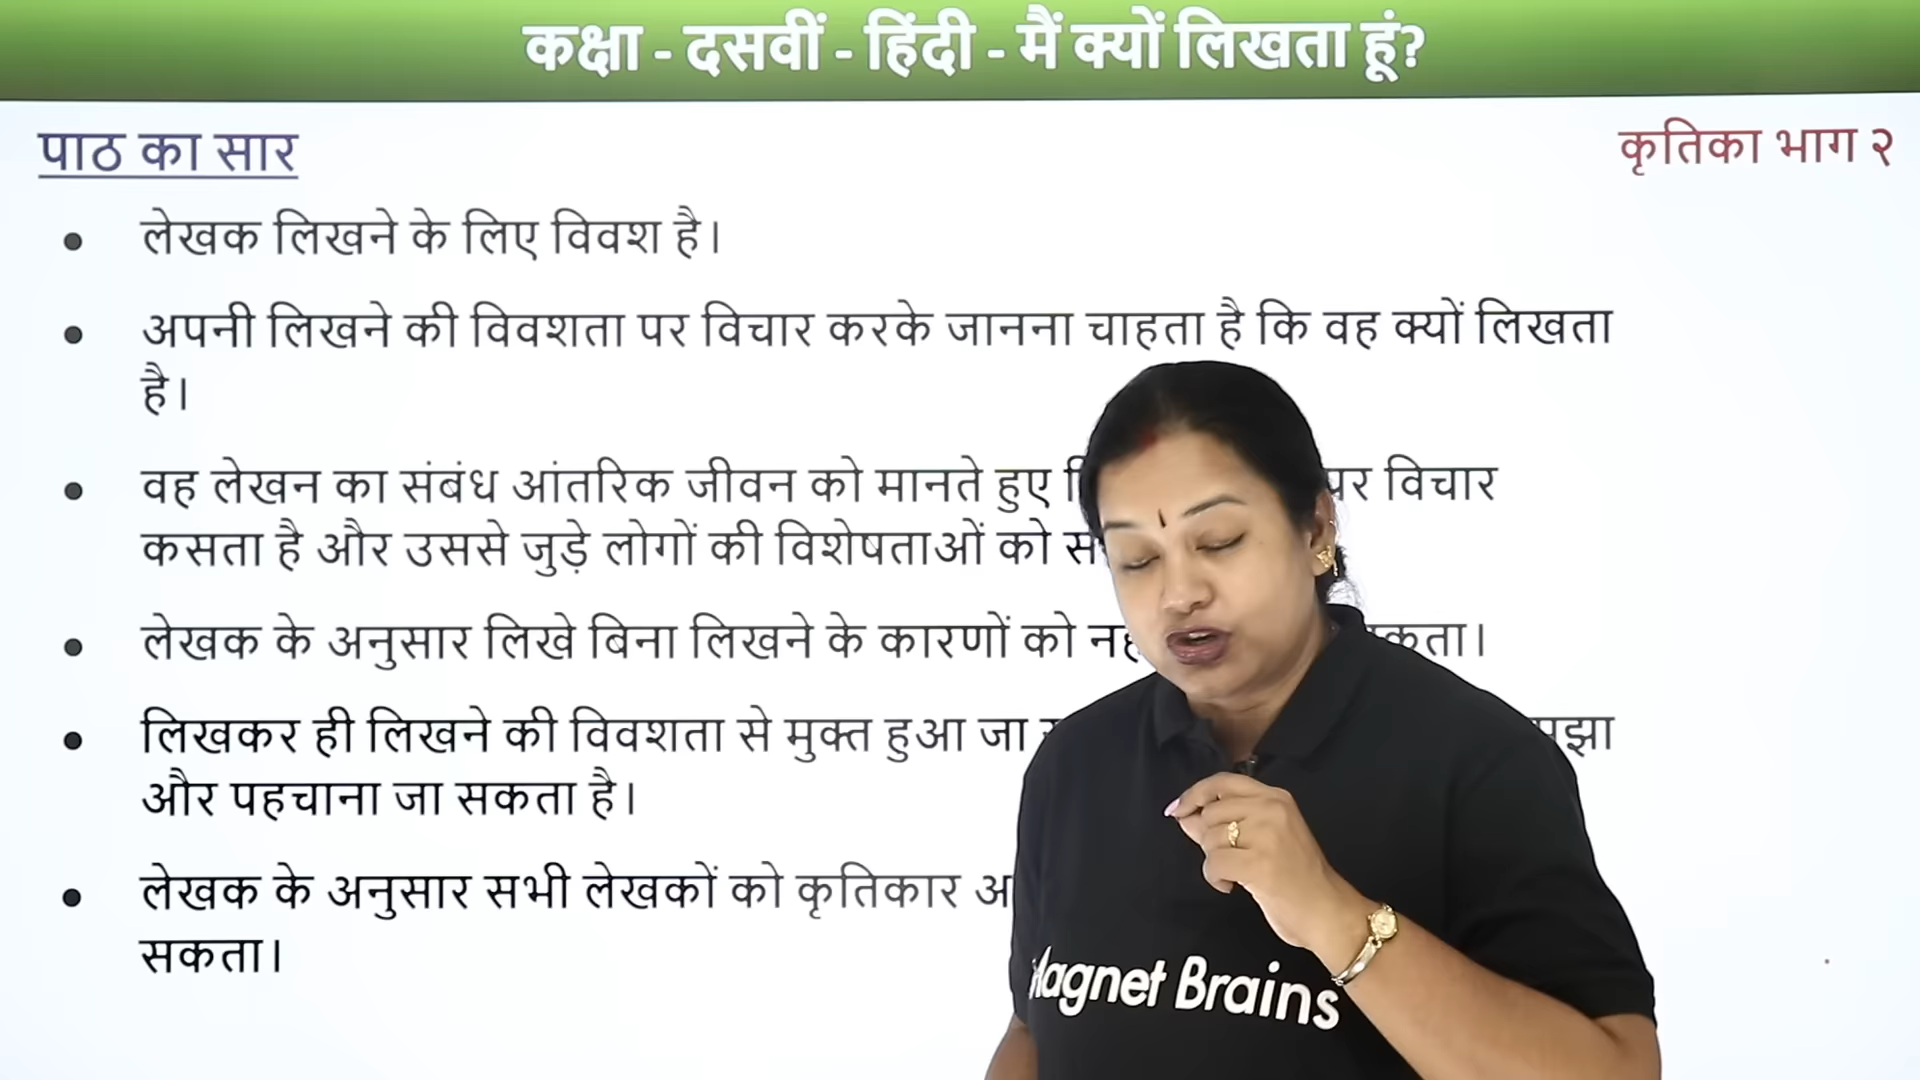 कक्षा - दसवीं - हिंदी - मैं क्यों लिखता हूं?
पाठ का सार
कृतिका भाग २
• लेखक लिखने के लिए विवश है।
• अपनी लिखने की विवशता पर विचार करके जानना चाहता है कि वह क्यों लिखता
है।
• वह लेखन का संबंध आंतरिक जीवन को मानते हुए पर विचार
कसता है और उससे जुड़े लोगों की विशेषताओं को
• लेखक के अनुसार लिखे बिना लिखने के कारणों को
• लिखकर ही लिखने की विवशता से मुक्त हुआ जा
और पहचाना जा सकता है।
• लेखक के अनुसार सभी लेखकों को कृतिकार
सकता।
Magnet Brains